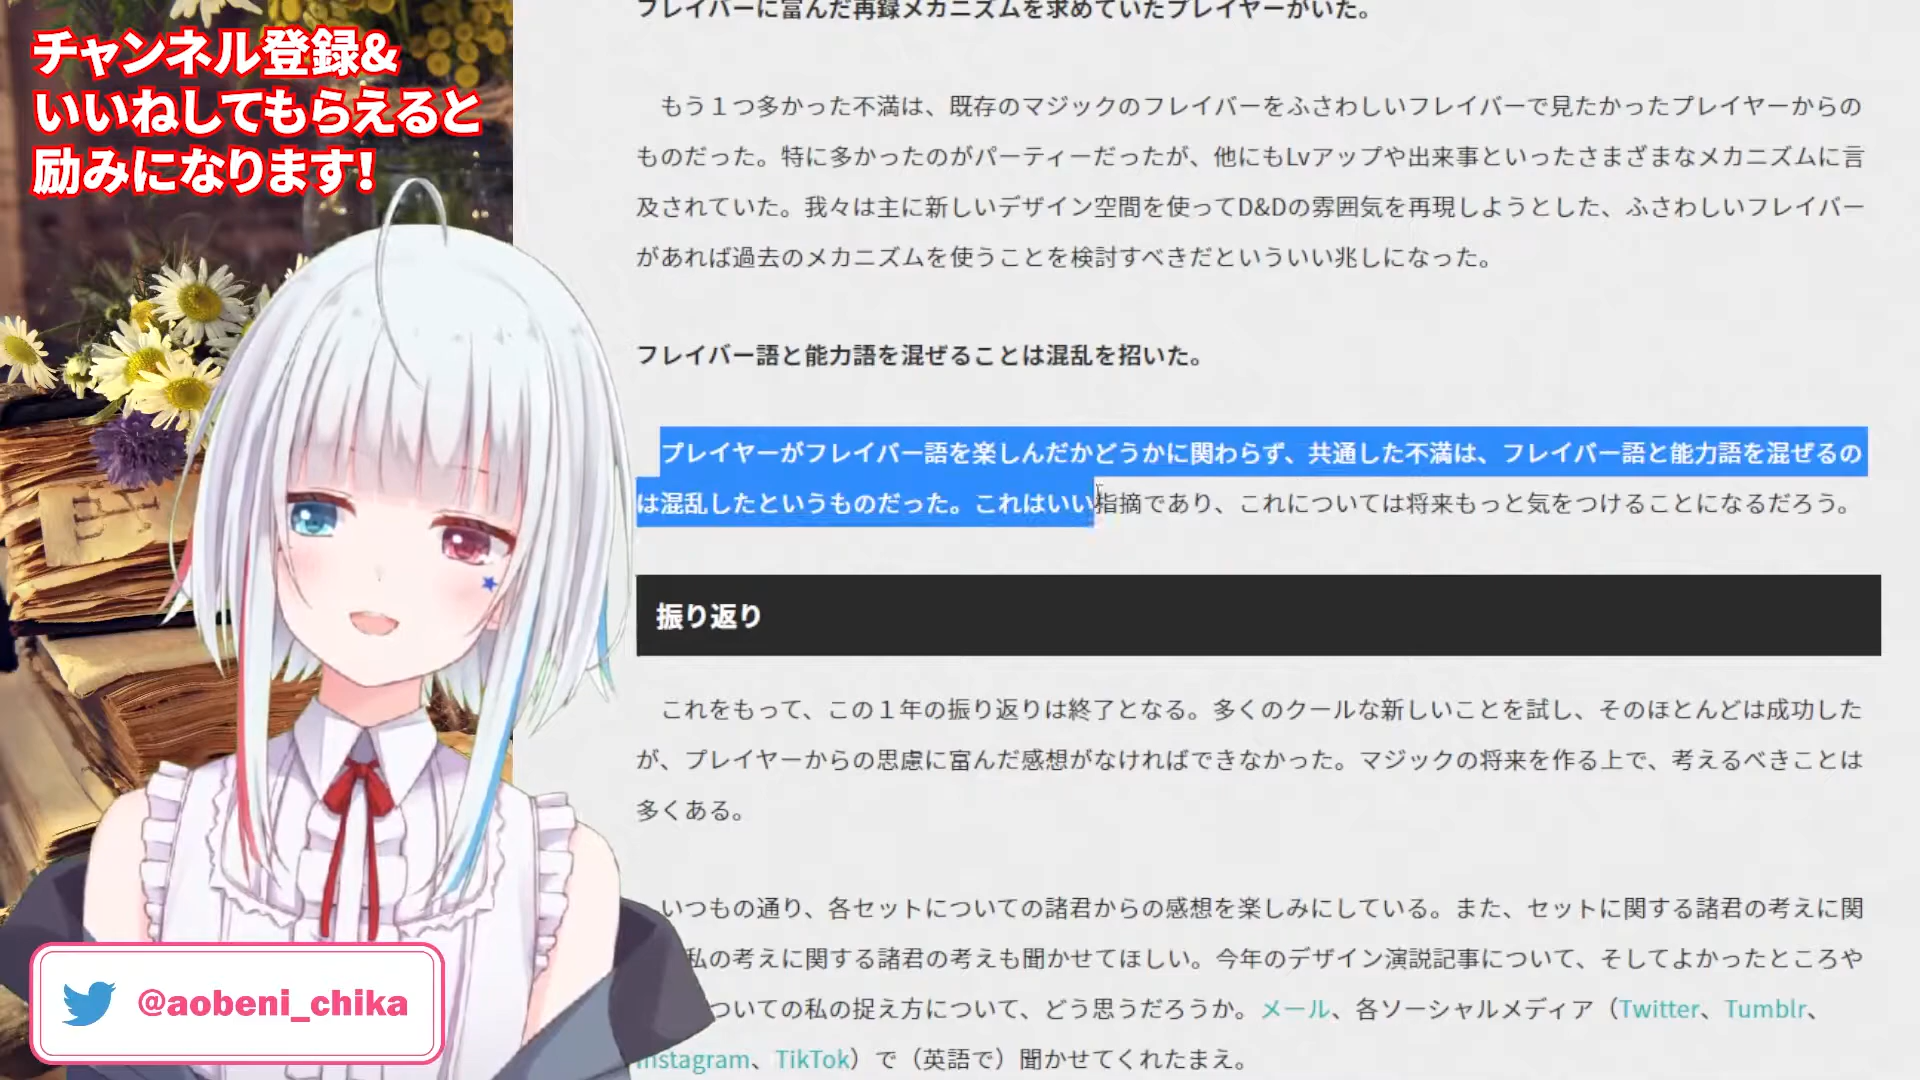 チャンネル登録&
いいねしてもらえると
励みになります!
フレイバーに富んだ再録メカニズムを求めていたプレイヤーがいた。
もう１つ多かった不満は、既存のマジックのフレイバーをふさわしいフレイバーで見たかったプレイヤーからの
ものだった。特に多かったのがパーティーだったが、他にもLvアップや出来事といったさまざまなメカニズムに言
及されていた。我々は主に新しいデザイン空間を使ってD&Dの雰囲気を再現しようとした、ふさわしいフレイバー
があれば過去のメカニズムを使うことを検討すべきだといういい兆しになった。
フレイバー語と能力語を混ぜることは混乱を招いた。
プレイヤーがフレイバー語を楽しんだかどうかに関わらず、共通した不満は、フレイバー語と能力語を混ぜるの
は混乱したというものだった。これはいい指摘であり、これについては将来もっと気をつけることになるだろう。
振り返り
これをもって、この１年の振り返りは終了となる。多くのクールな新しいことを試し、そのほとんどは成功した
が、プレイヤーからの思慮に富んだ感想がなければできなかった。マジックの将来を作る上で、考えるべきことは
多くある。
いつもの通り、各セットについての諸君からの感想を楽しみにしている。また、セットに関する諸君の考えに関
私の考えに関する諸君の考えも聞かせてほしい。今年のデザイン演説記事について、そしてよかったところや
ついての私の捉え方について、どう思うだろうか。メール、各ソーシャルメディア（Twitter、Tumblr、
Instagram、TikTok）で（英語で）聞かせてくれたまえ。
@aobeni_chika